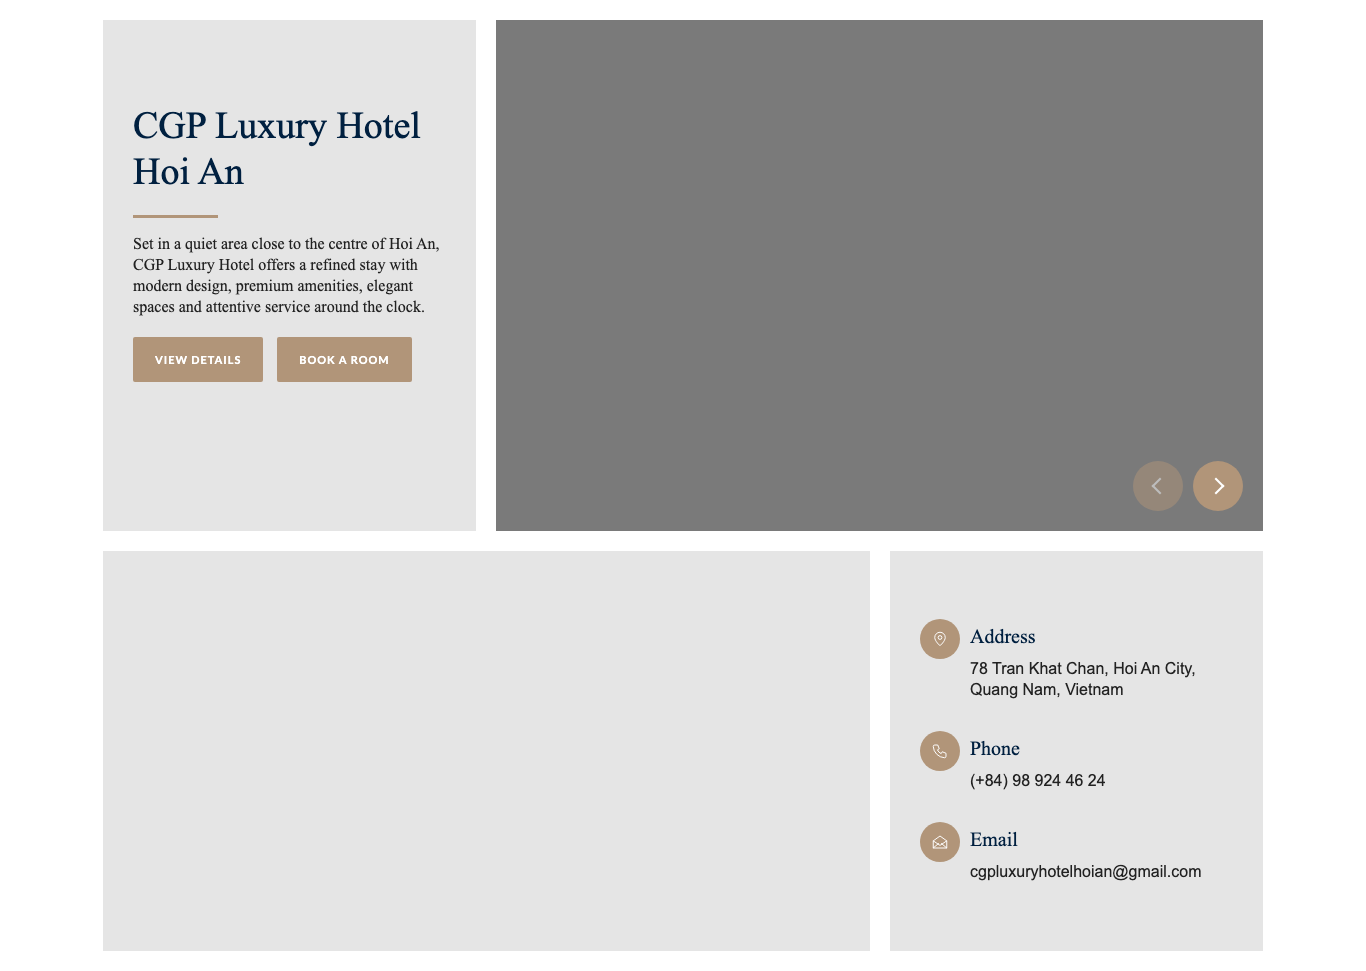 CGP Luxury Hotel
Hoi An
Set in a quiet area close to the centre of Hoi An,
CGP Luxury Hotel offers a refined stay with
modern design, premium amenities, elegant
spaces and attentive service around the clock.
VIEW DETAILS
BOOK A ROOM
Address
78 Tran Khat Chan, Hoi An City,
Quang Nam, Vietnam
Phone
(+84) 98 924 46 24
Email
cgpluxuryhotelhoian@gmail.com